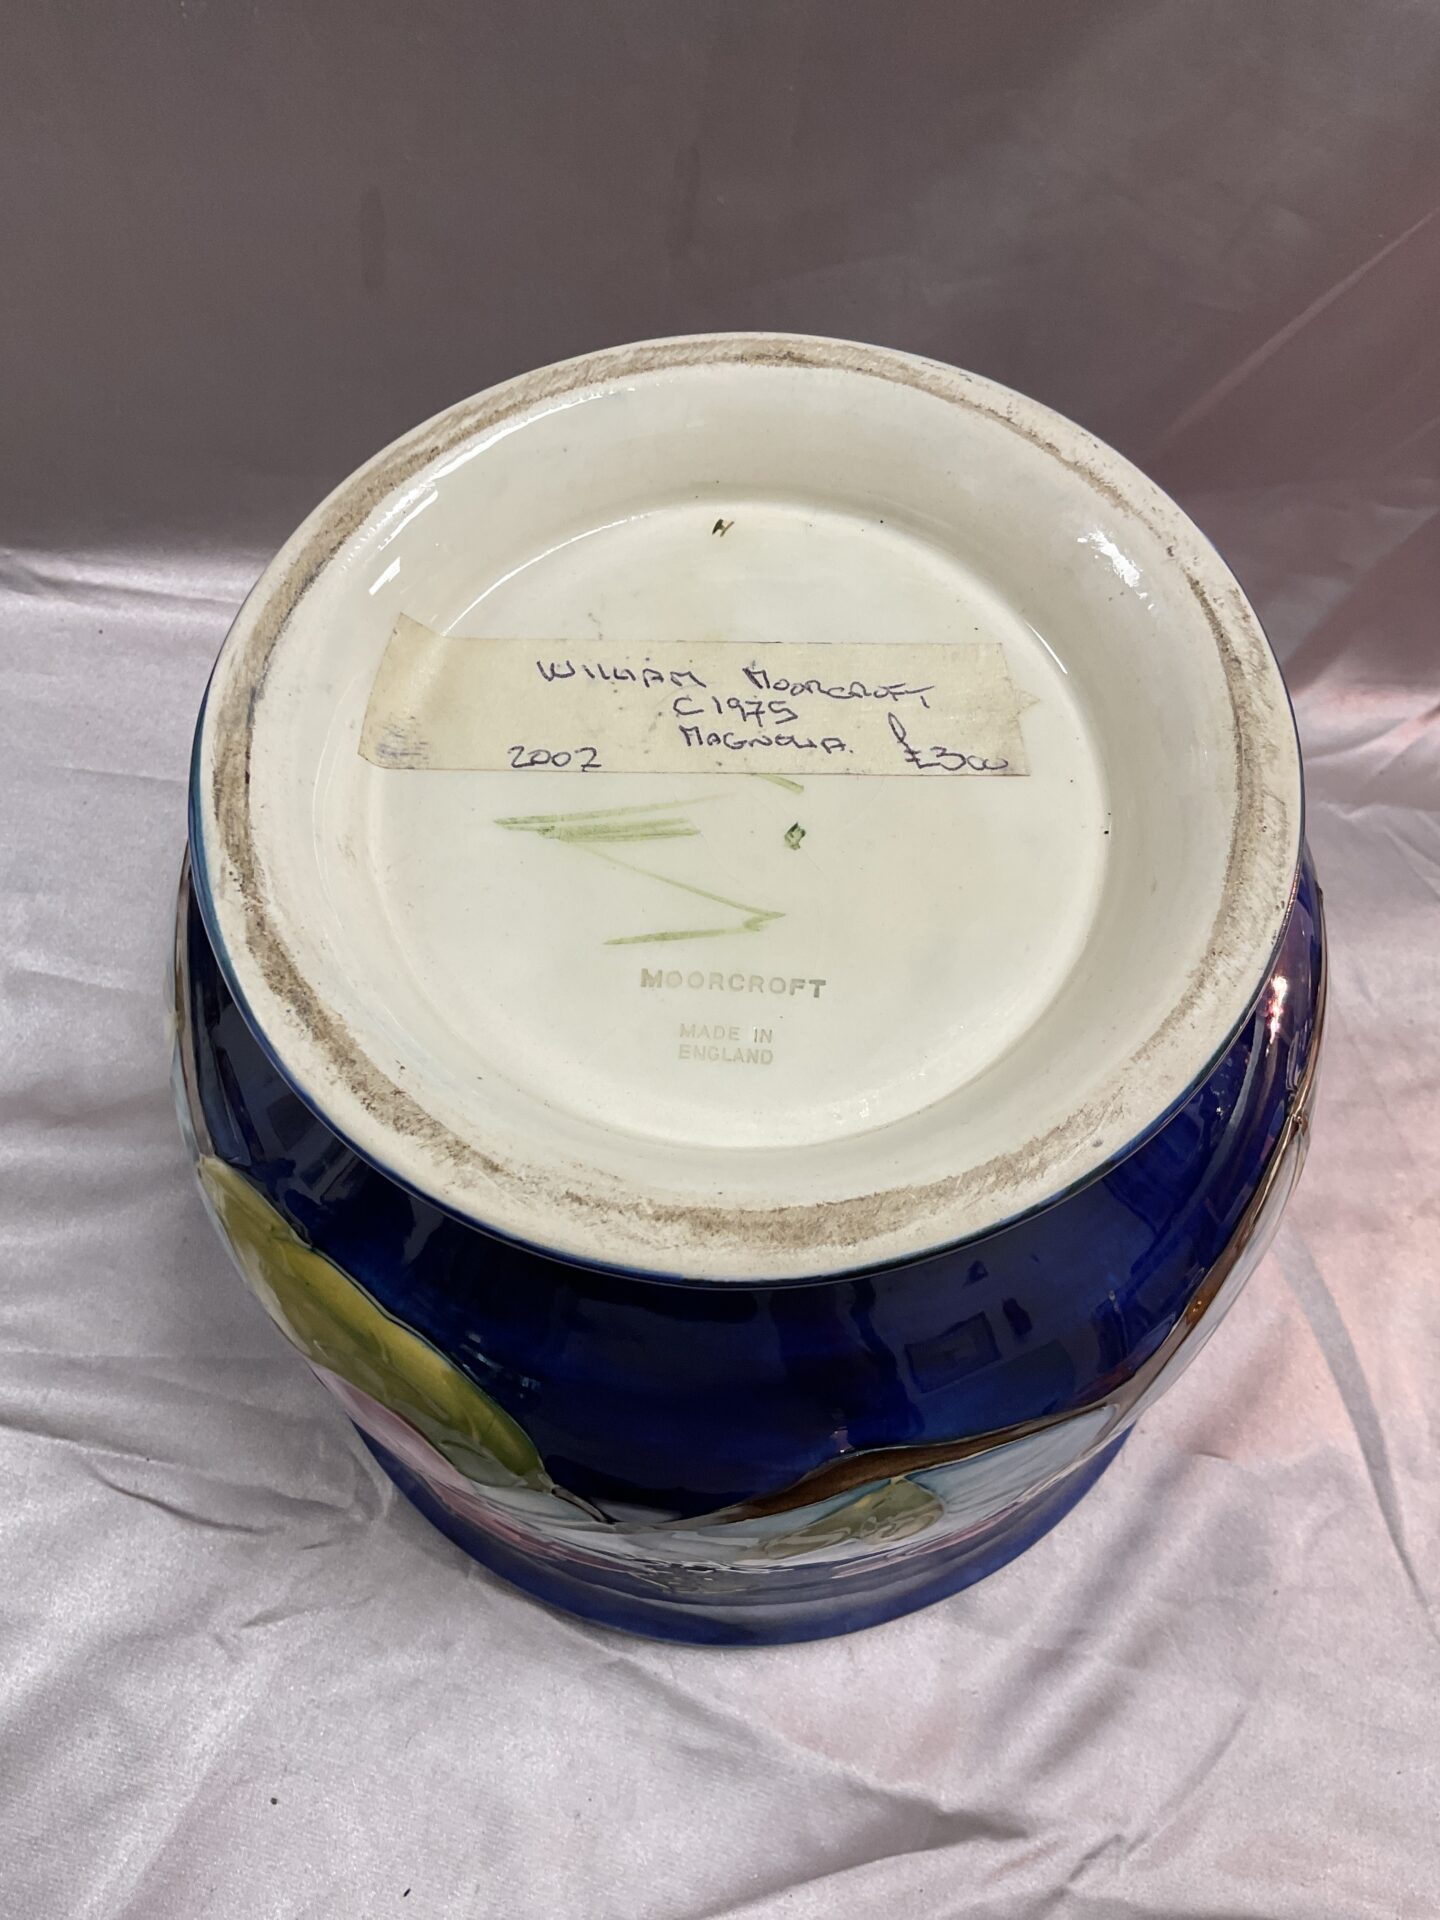 H
WILLIAM MOORCROFT
C1975
MAGNOLIA.
2002 £300
MOORCROFT
MADE IN
ENGLAND